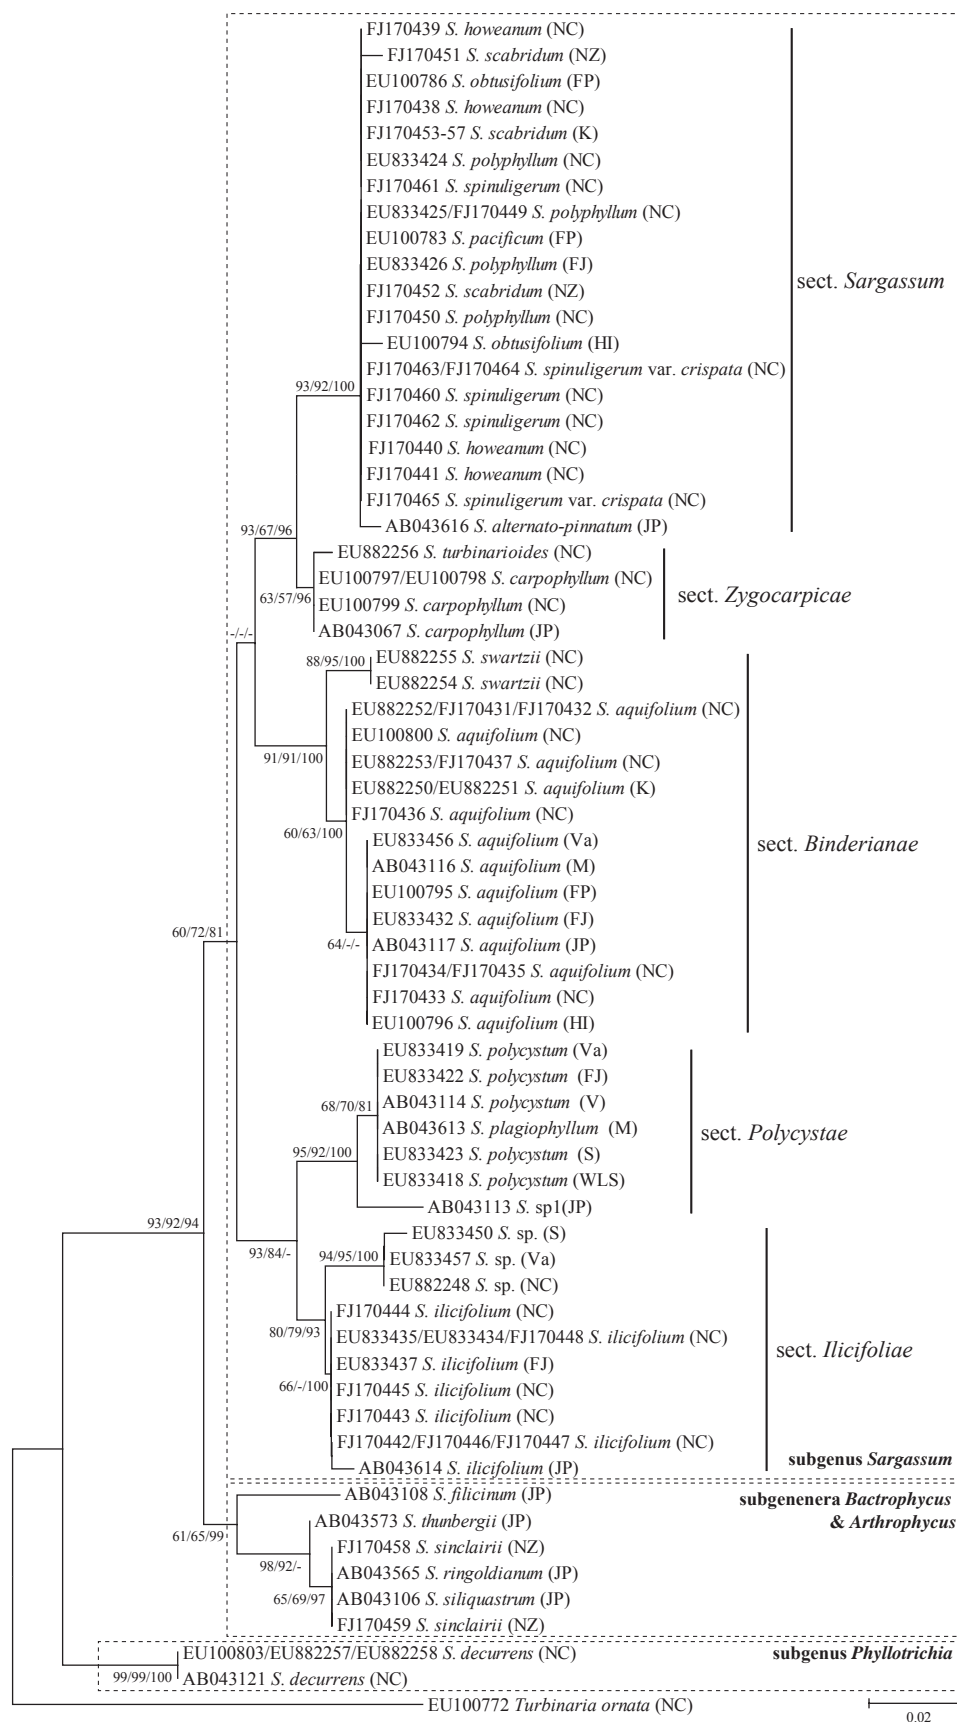 FJ170439 S. howeanum (NC)
FJ170451 S. scabridum (NZ)
EU100786 S. obtusifolium (FP)
FJ170438 S. howeanum (NC)
FJ170453-57 S. scabridum (K)
EU833424 S. polyphyllum (NC)
FJ170461 S. spinuligerum (NC)
EU833425/FJ170449 S. polyphyllum (NC)
EU100783 S. pacificum (FP)
EU833426 S. polyphyllum (FJ)
sect. Sargassum
FJ170452 S. scabridum (NZ)
FJ170450 S. polyphyllum (NC)
EU100794 S. obtusifolium (HI)
FJ170463/FJ170464 S. spinuligerum var. crispata (NC)
93/92/100
FJ170460 S. spinuligerum (NC)
FJ170462 S. spinuligerum (NC)
FJ170440 S. howeanum (NC)
FJ170441 S. howeanum (NC)
FJ170465 S. spinuligerum var. crispata (NC)
AB043616 S. alternato-pinnatum (JP)
93/67/96
EU882256 S. turbinarioides (NC)
EU100797/EU100798 S. carpophyllum (NC)
sect. Zygocarpicae
63/57/96
EU100799 S. carpophyllum (NC)
AB043067 S. carpophyllum (JP)
-/-/-
88/95/100
EU882255 S. swartzii (NC)
EU882254 S. swartzii (NC)
EU882252/FJ170431/FJ170432 S. aquifolium (NC)
EU100800 S. aquifolium (NC)
91/91/100
EU882253/FJ170437 S. aquifolium (NC)
EU882250/EU882251 S. aquifolium (K)
FJ170436 S. aquifolium (NC)
60/63/100
EU833456 S. aquifolium (Va)
sect. Binderianae
AB043116 S. aquifolium (M)
EU100795 S. aquifolium (FP)
EU833432 S. aquifolium (FJ)
60/72/81
64/-/-
AB043117 S. aquifolium (JP)
FJ170434/FJ170435 S. aquifolium (NC)
FJ170433 S. aquifolium (NC)
EU100796 S. aquifolium (HI)
EU833419 S. polycystum (Va)
EU833422 S. polycystum (FJ)
68/70/81
AB043114 S. polycystum (V)
AB043613 S. plagiophyllum (M)
sect. Polycystae
95/92/100
EU833423 S. polycystum (S)
EU833418 S. polycystum (WLS)
AB043113 S. sp1(JP)
93/92/94
EU833450 S. sp. (S)
93/84/-
94/95/100
EU833457 S. sp. (Va)
EU882248 S. sp. (NC)
FJ170444 S. ilicifolium (NC)
80/79/93
EU833435/EU833434/FJ170448 S. ilicifolium (NC)
sect. Ilicifoliae
EU833437 S. ilicifolium (FJ)
66/-/100
FJ170445 S. ilicifolium (NC)
FJ170443 S. ilicifolium (NC)
FJ170442/FJ170446/FJ170447 S. ilicifolium (NC)
subgenus Sargassum
AB043614 S. ilicifolium (JP)
AB043108 S. filicinum (JP)
subgenenera Bactrophycus
& Arthrophycus
61/65/99
AB043573 S. thunbergii (JP)
FJ170458 S. sinclairii (NZ)
98/92/-
AB043565 S. ringoldianum (JP)
65/69/97
AB043106 S. siliquastrum (JP)
FJ170459 S. sinclairii (NZ)
EU100803/EU882257/EU882258 S. decurrens (NC)
subgenus Phyllotrichia
99/99/100
AB043121 S. decurrens (NC)
EU100772 Turbinaria ornata (NC)
0.02